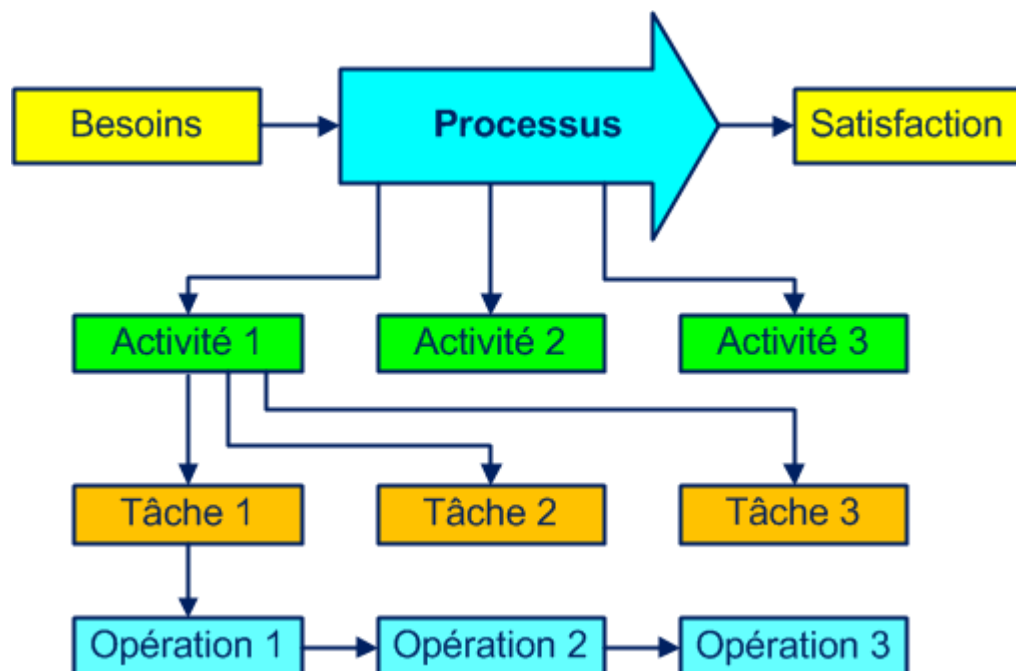 Besoins
Processus
Satisfaction
Activité 1
Activité 2
Activité 3
Tâche 1
Tâche 2
Tâche 3
Opération 1
Opération 2
Opération 3